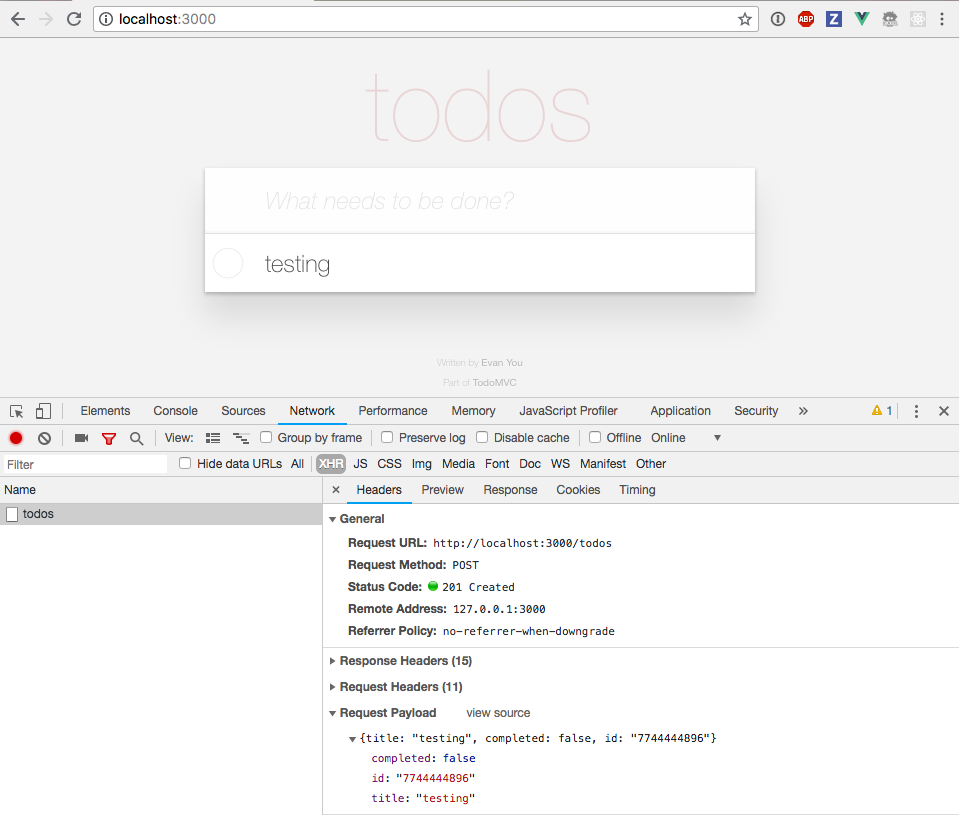 localhost:3000
ABP
Z
todos
What needs to be done?
testing
Written by Evan You
Part of TodoMVC
Elements Console Sources Network Performance Memory JavaScript Profiler Application Security » 1
View: Group by frame Preserve log Disable cache Offline Online
Filter Hide data URLs All XHR JS CSS Img Media Font Doc WS Manifest Other
Name × Headers Preview Response Cookies Timing
todos
General
Request URL: http://localhost:3000/todos
Request Method: POST
Status Code: 201 Created
Remote Address: 127.0.0.1:3000
Referrer Policy: no-referrer-when-downgrade
Response Headers (15)
Request Headers (11)
Request Payload view source
{title: "testing", completed: false, id: "7744444896"}
completed: false
id: "7744444896"
title: "testing"